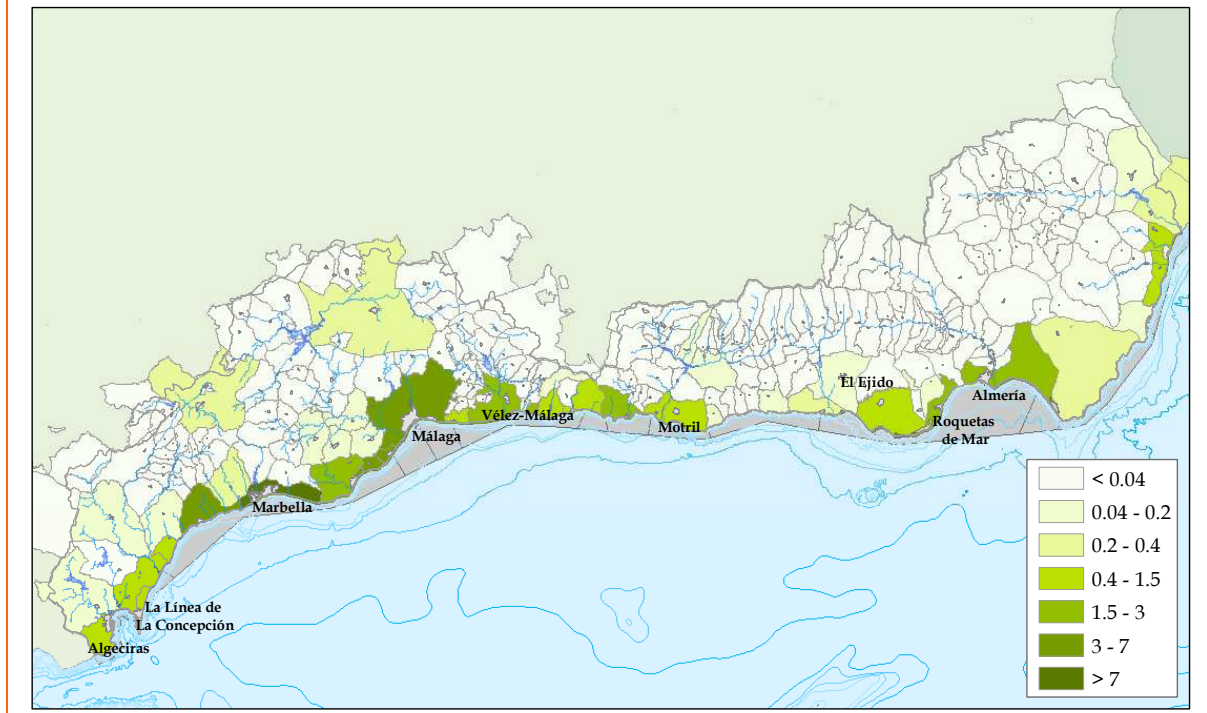 El Ejido
Almería
Vélez-Málaga
Roquetas
de Mar
Motril
Málaga
Marbella
La Línea de
La Concepción
Algeciras
< 0.04
0.04 - 0.2
0.2 - 0.4
0.4 - 1.5
1.5 - 3
3 - 7
> 7